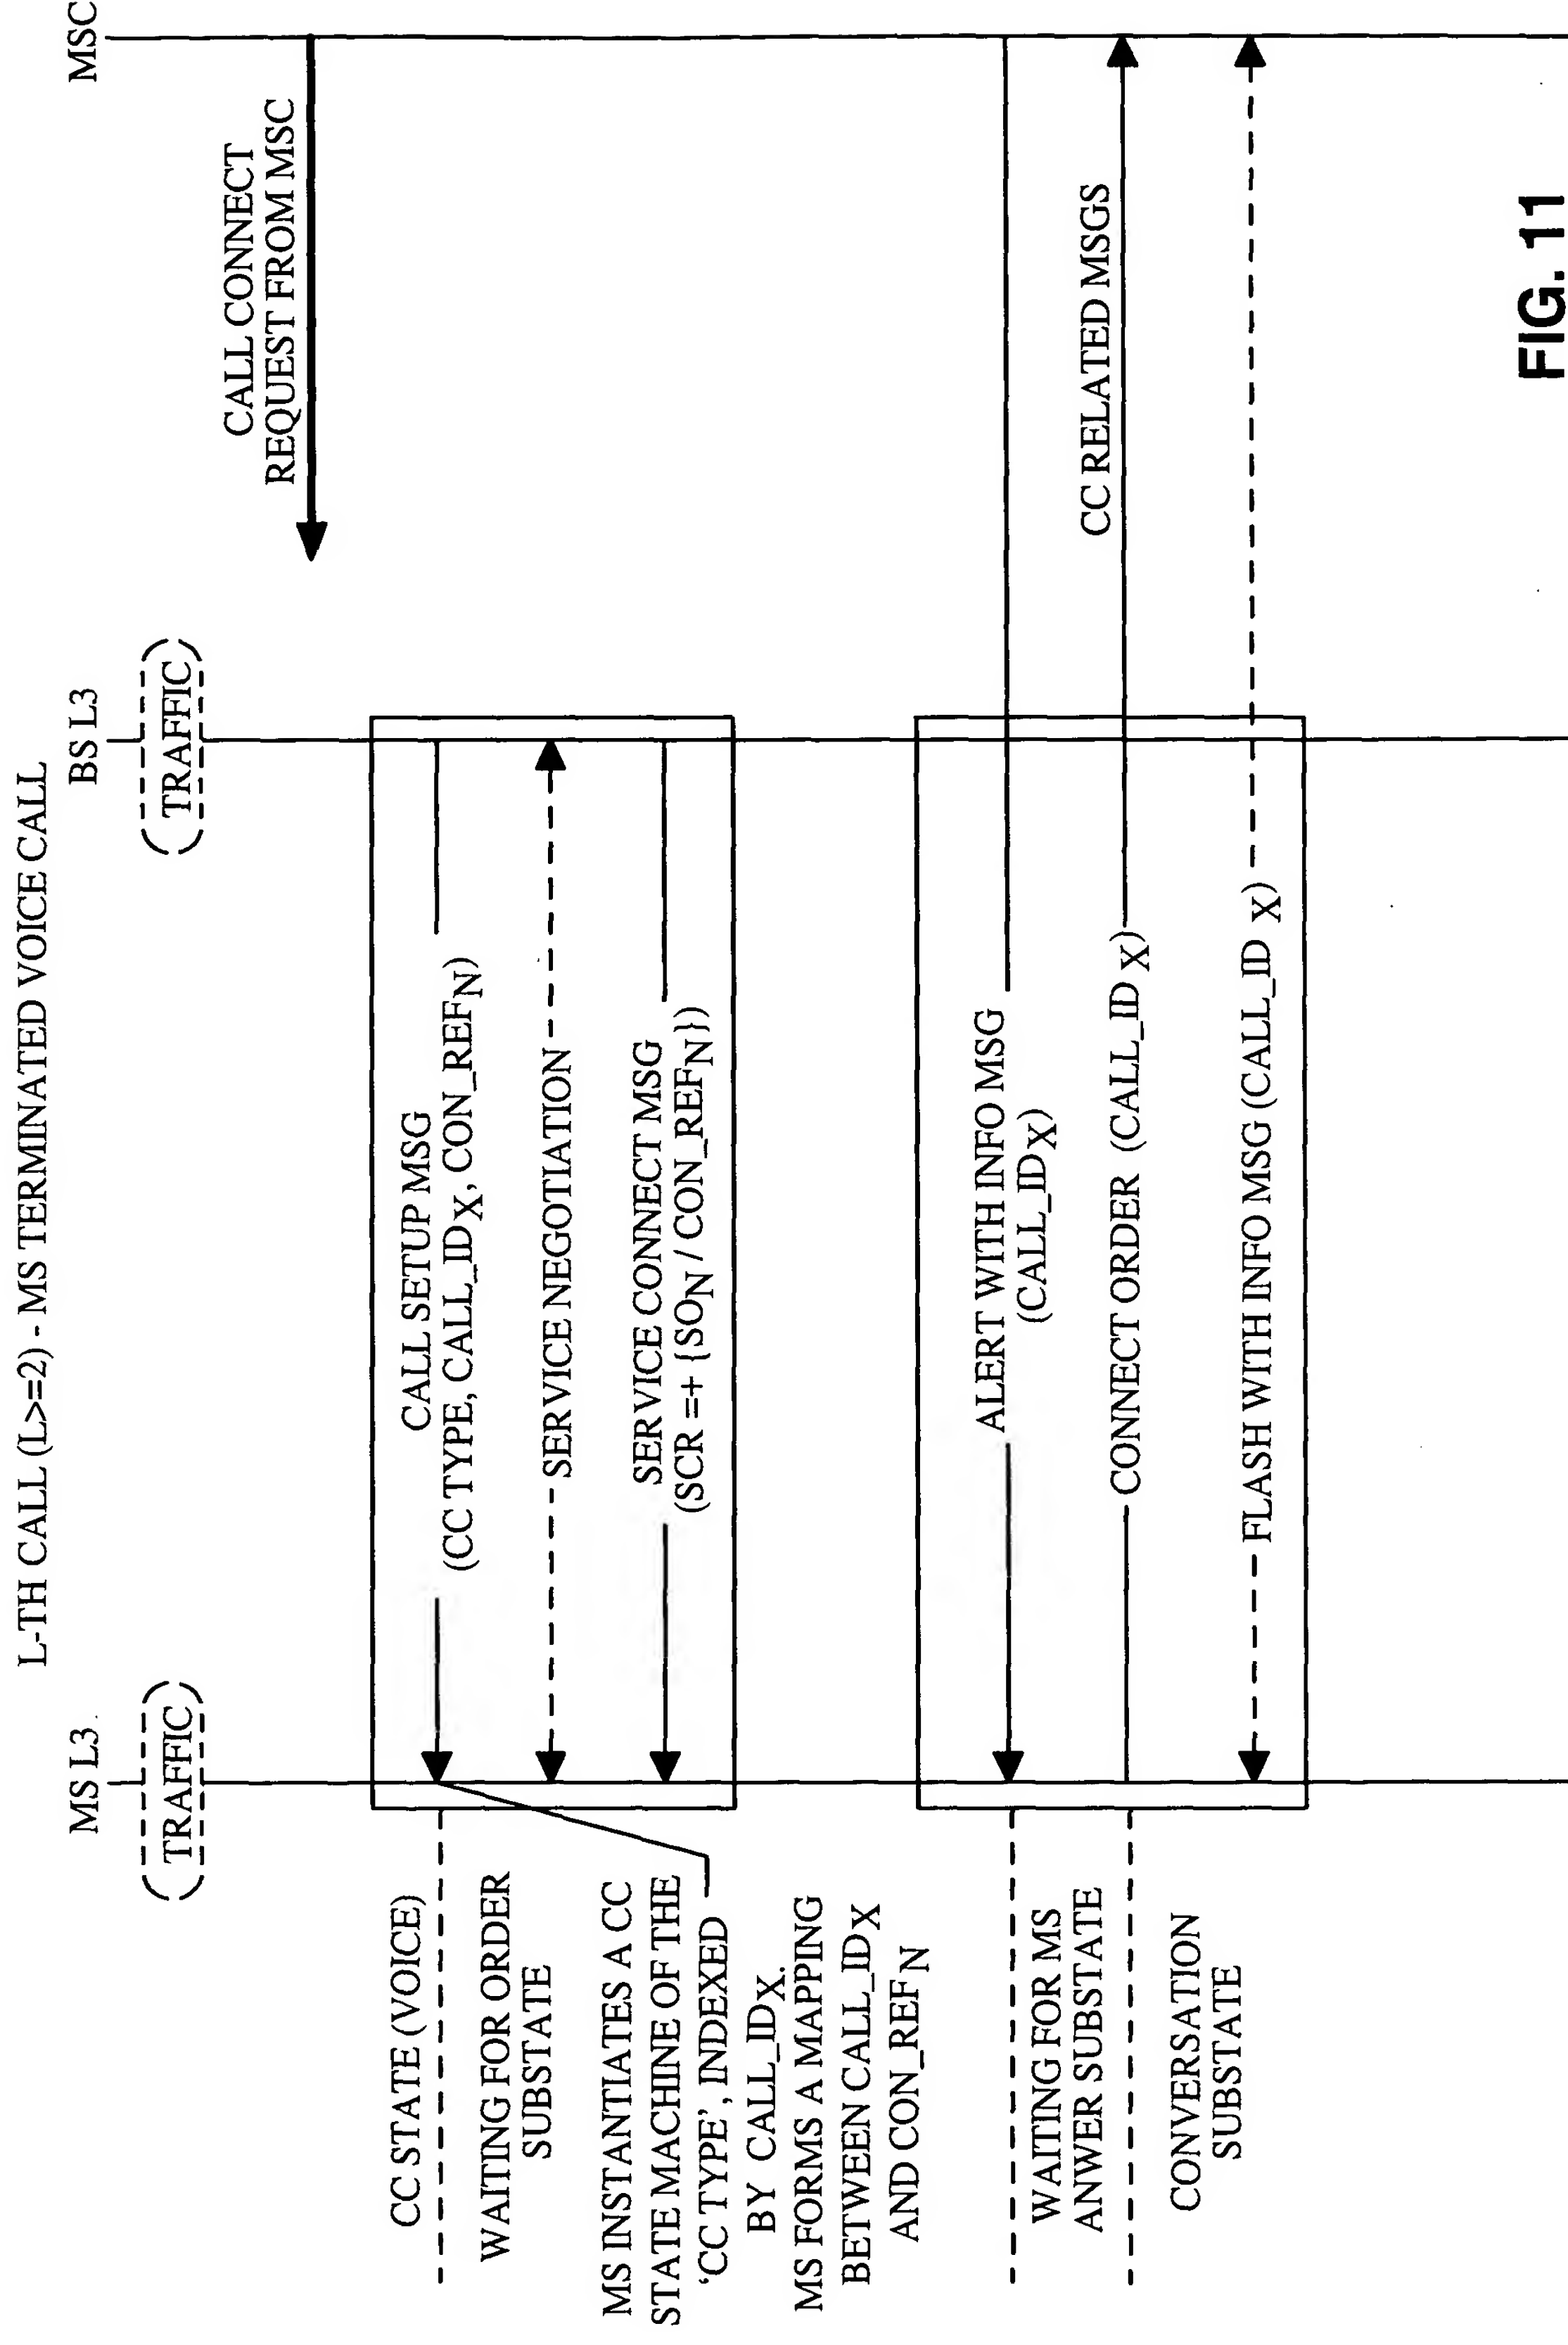 L-TH CALL (L>=2) - MS TERMINATED VOICE CALL
MS L3
BS L3
MSC
(TRAFFIC)
(TRAFFIC)
CALL CONNECT
REQUEST FROM MSC
CC STATE (VOICE)
CALL SETUP MSG
(CC TYPE, CALL_IDX, CON_REFN)
WAITING FOR ORDER
SUBSTATE
SERVICE NEGOTIATION
MS INSTANTIATES A CC
STATE MACHINE OF THE
'CC TYPE', INDEXED
BY CALL_IDX.
MS FORMS A MAPPING
BETWEEN CALL_IDX
AND CON_REFN
SERVICE CONNECT MSG
(SCR =+ {SON / CON_REFN})
ALERT WITH INFO MSG
(CALL_IDX)
WAITING FOR MS
ANWER SUBSTATE
CONNECT ORDER (CALL_ID X)
CC RELATED MSGS
CONVERSATION
SUBSTATE
FLASH WITH INFO MSG (CALL_ID X)
FIG. 11